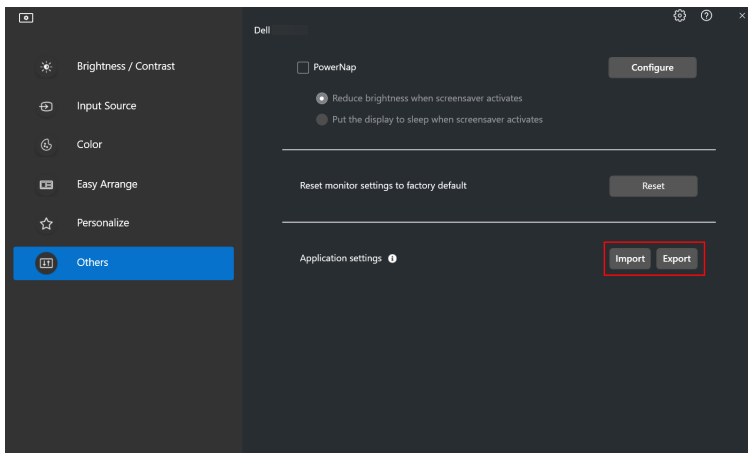 Dell
Brightness / Contrast
Input Source
Color
Easy Arrange
Personalize
Others
PowerNap
Configure
Reduce brightness when screensaver activates
Put the display to sleep when screensaver activates
Reset monitor settings to factory default
Reset
Application settings
Import
Export